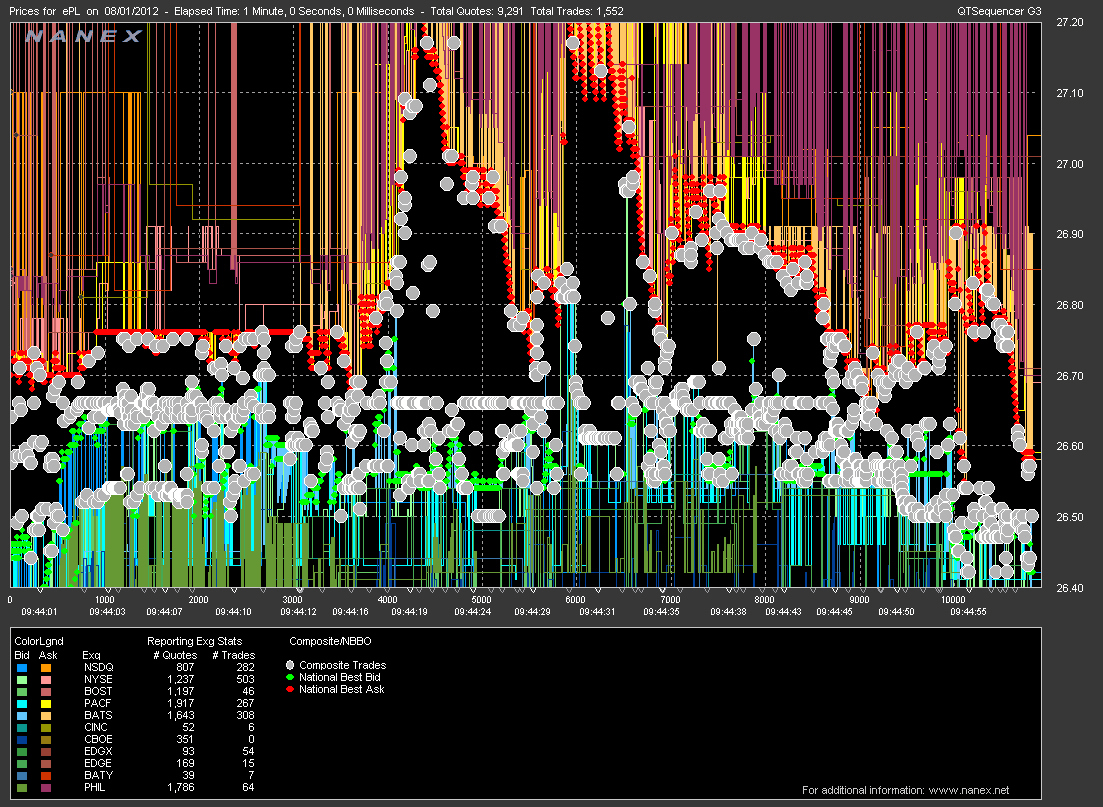 Prices for ePL on 08/01/2012 - Elapsed Time: 1 Minute, 0 Seconds, 0 Milliseconds - Total Quotes: 9,291 Total Trades: 1,552 QTSequencer G3
NANEX
27.20
27.10
27.00
26.90
26.80
26.70
26.60
26.50
26.40
0 1000 2000 3000 4000 5000 6000 7000 8000 9000 10000
09:44:01 09:44:03 09:44:07 09:44:10 09:44:12 09:44:16 09:44:19 09:44:24 09:44:29 09:44:31 09:44:35 09:44:38 09:44:43 09:44:45 09:44:50 09:44:55
ColorLgnd Reporting Exg Stats Composite/NBBO
Bid Ask Exq # Quotes # Trades
NSDQ 807 282
NYSE 1,237 503
BOST 1,197 46
PACF 1,917 267
BATS 1,643 308
CINC 52 6
CBOE 351 0
EDGX 93 54
EDGE 169 15
BATY 39 7
PHIL 1,786 64
Composite Trades
National Best Bid
National Best Ask
For additional information: www.nanex.net